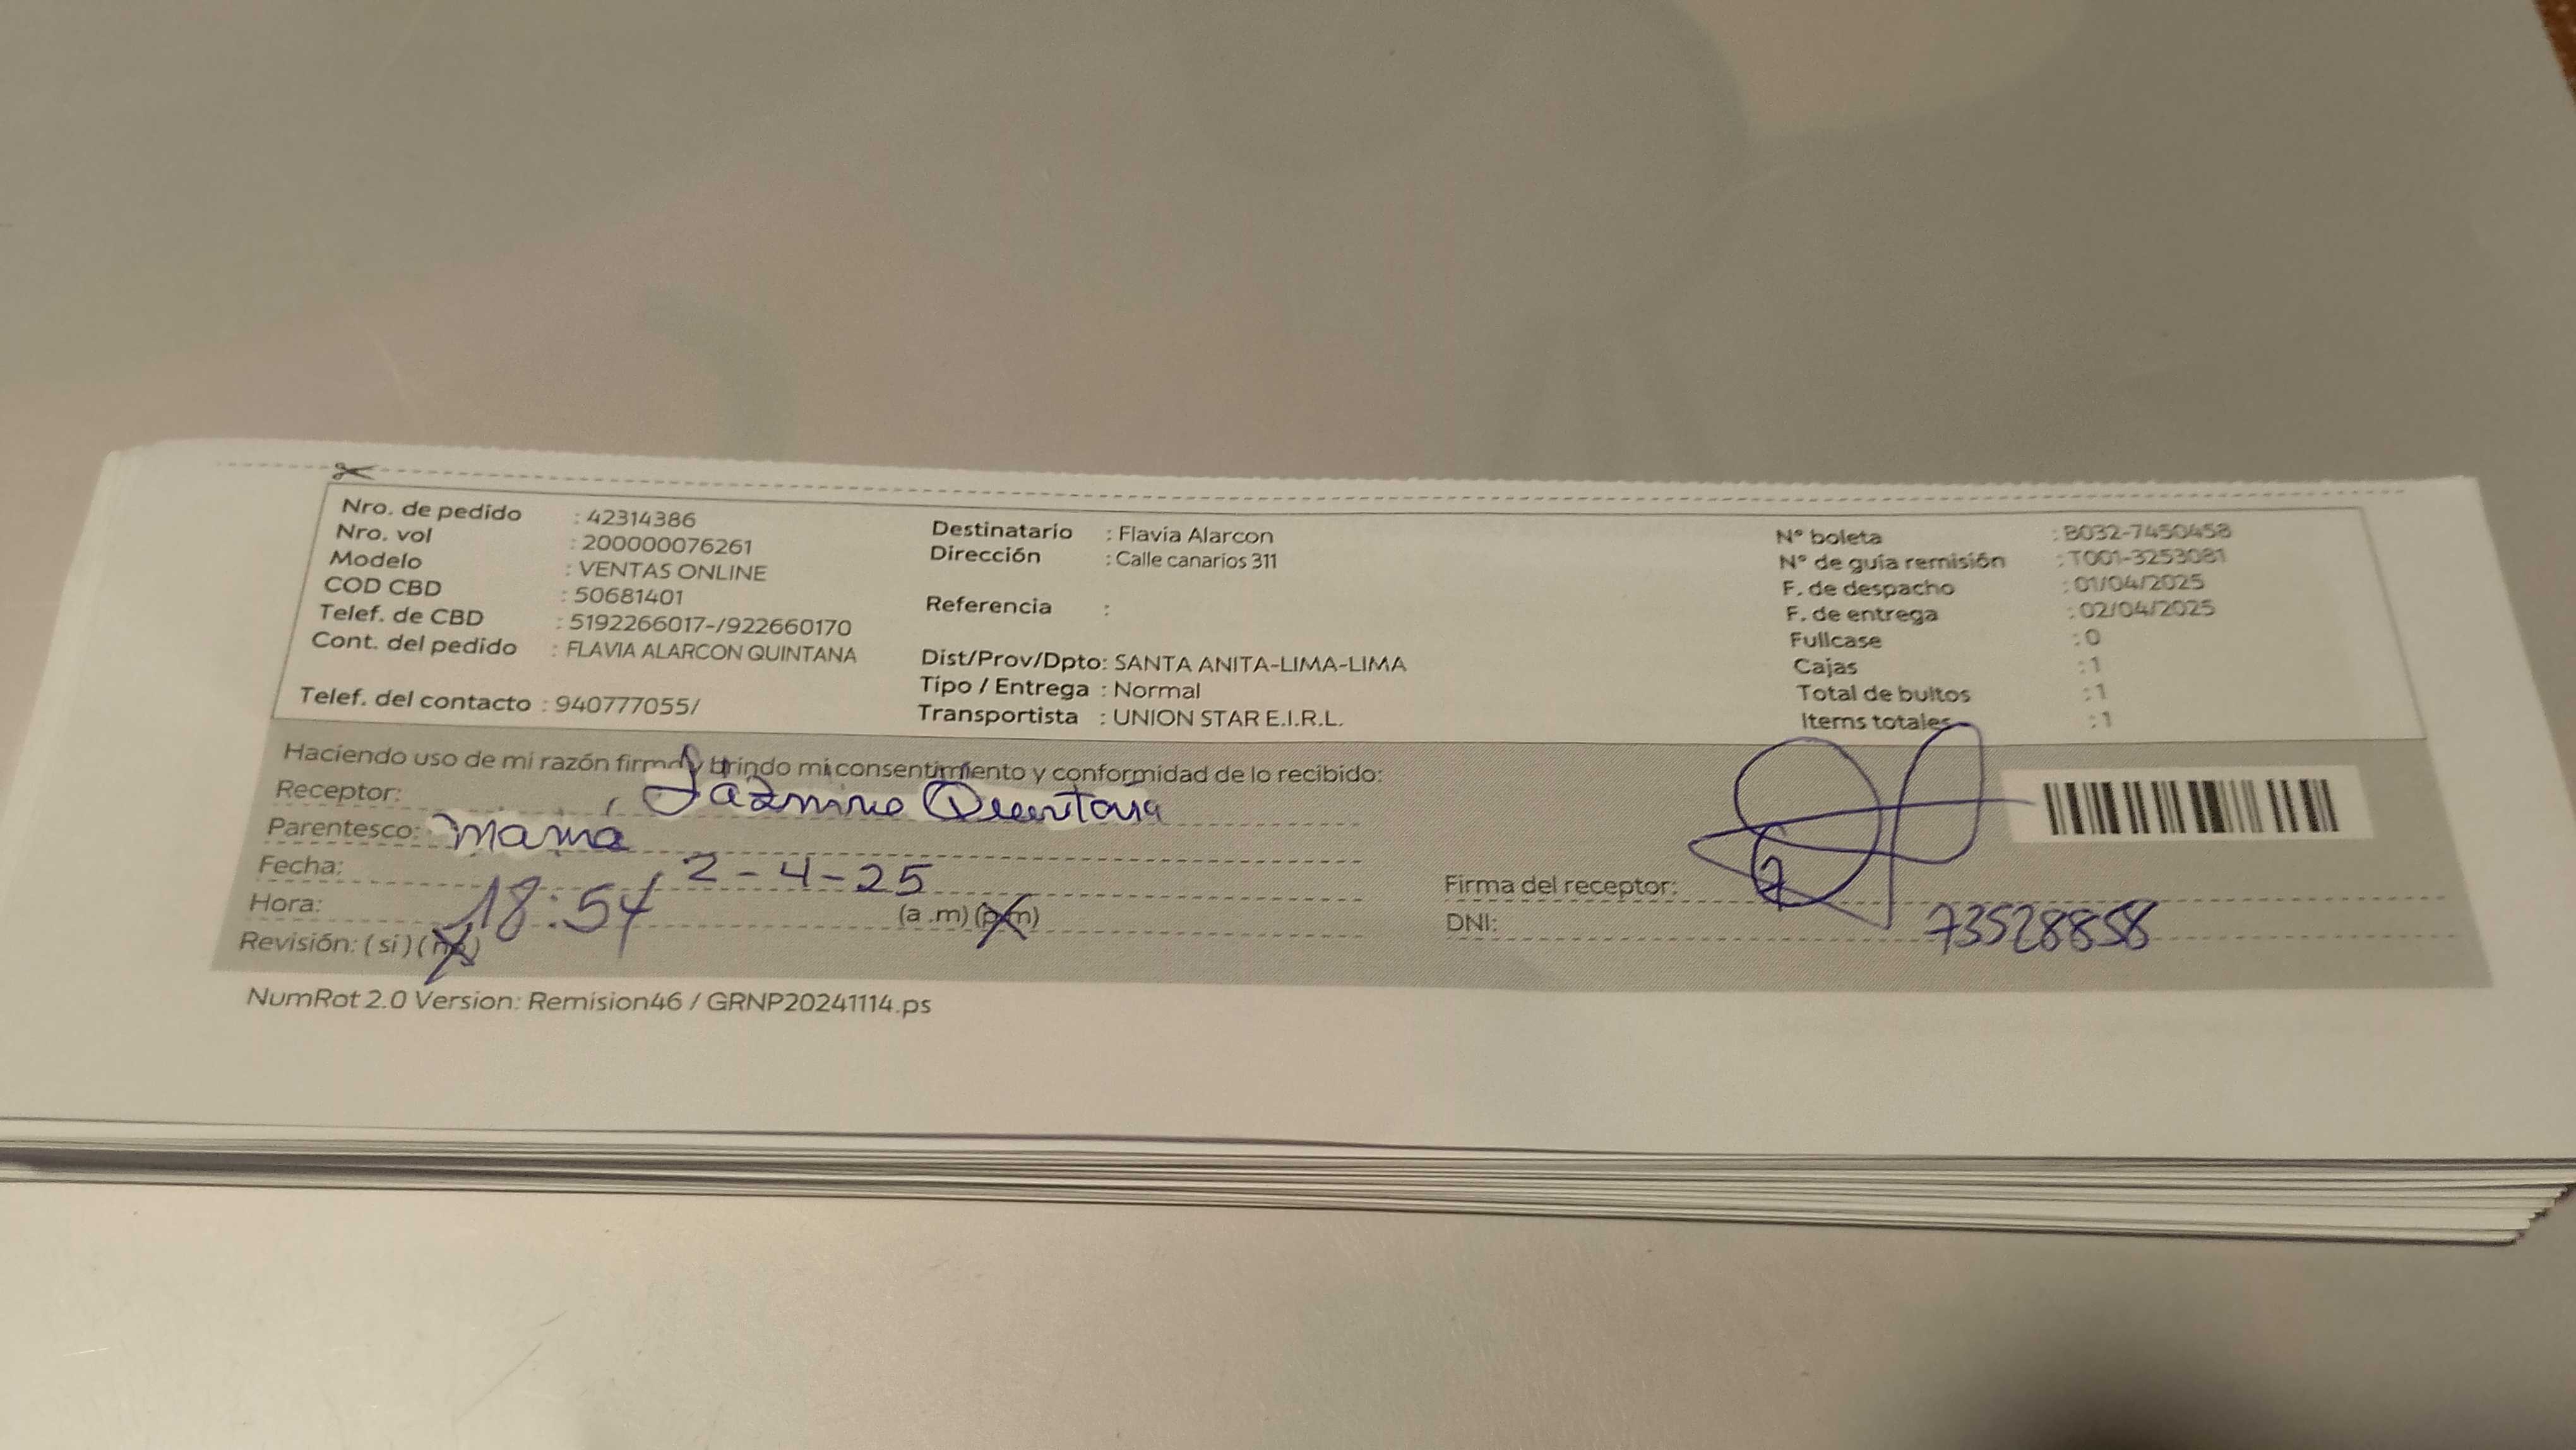 Nro. de pedido : 42314386
Nro. vol : 200000076261
Modelo : VENTAS ONLINE
COD CBD : 50681401
Telef. de CBD : 5192266017-/922660170
Cont. del pedido : FLAVIA ALARCON QUINTANA
Telef. del contacto : 940777055/
Destinatario : Flavia Alarcon
Dirección : Calle canarios 311
Referencia :
Dist/Prov/Dpto: SANTA ANITA-LIMA-LIMA
Tipo / Entrega : Normal
Transportista : UNION STAR E.I.R.L.
N° boleta : B032-7450458
N° de guía remisión : T001-3253081
F. de despacho : 01/04/2025
F. de entrega : 02/04/2025
Fullcase : 0
Cajas : 1
Total de bultos : 1
Items totales : 1
Haciendo uso de mi razón firmo y brindo mi consentimiento y conformidad de lo recibido:
Receptor: Jazmine Quintana
Parentesco: mamá
Fecha: 2-4-25
Hora: 18:54 (a .m) (p.m)
Revisión: ( si ) ( no )
Firma del receptor:
DNI: 73528858
NumRot 2.0 Version: Remision46 / GRNP20241114.ps